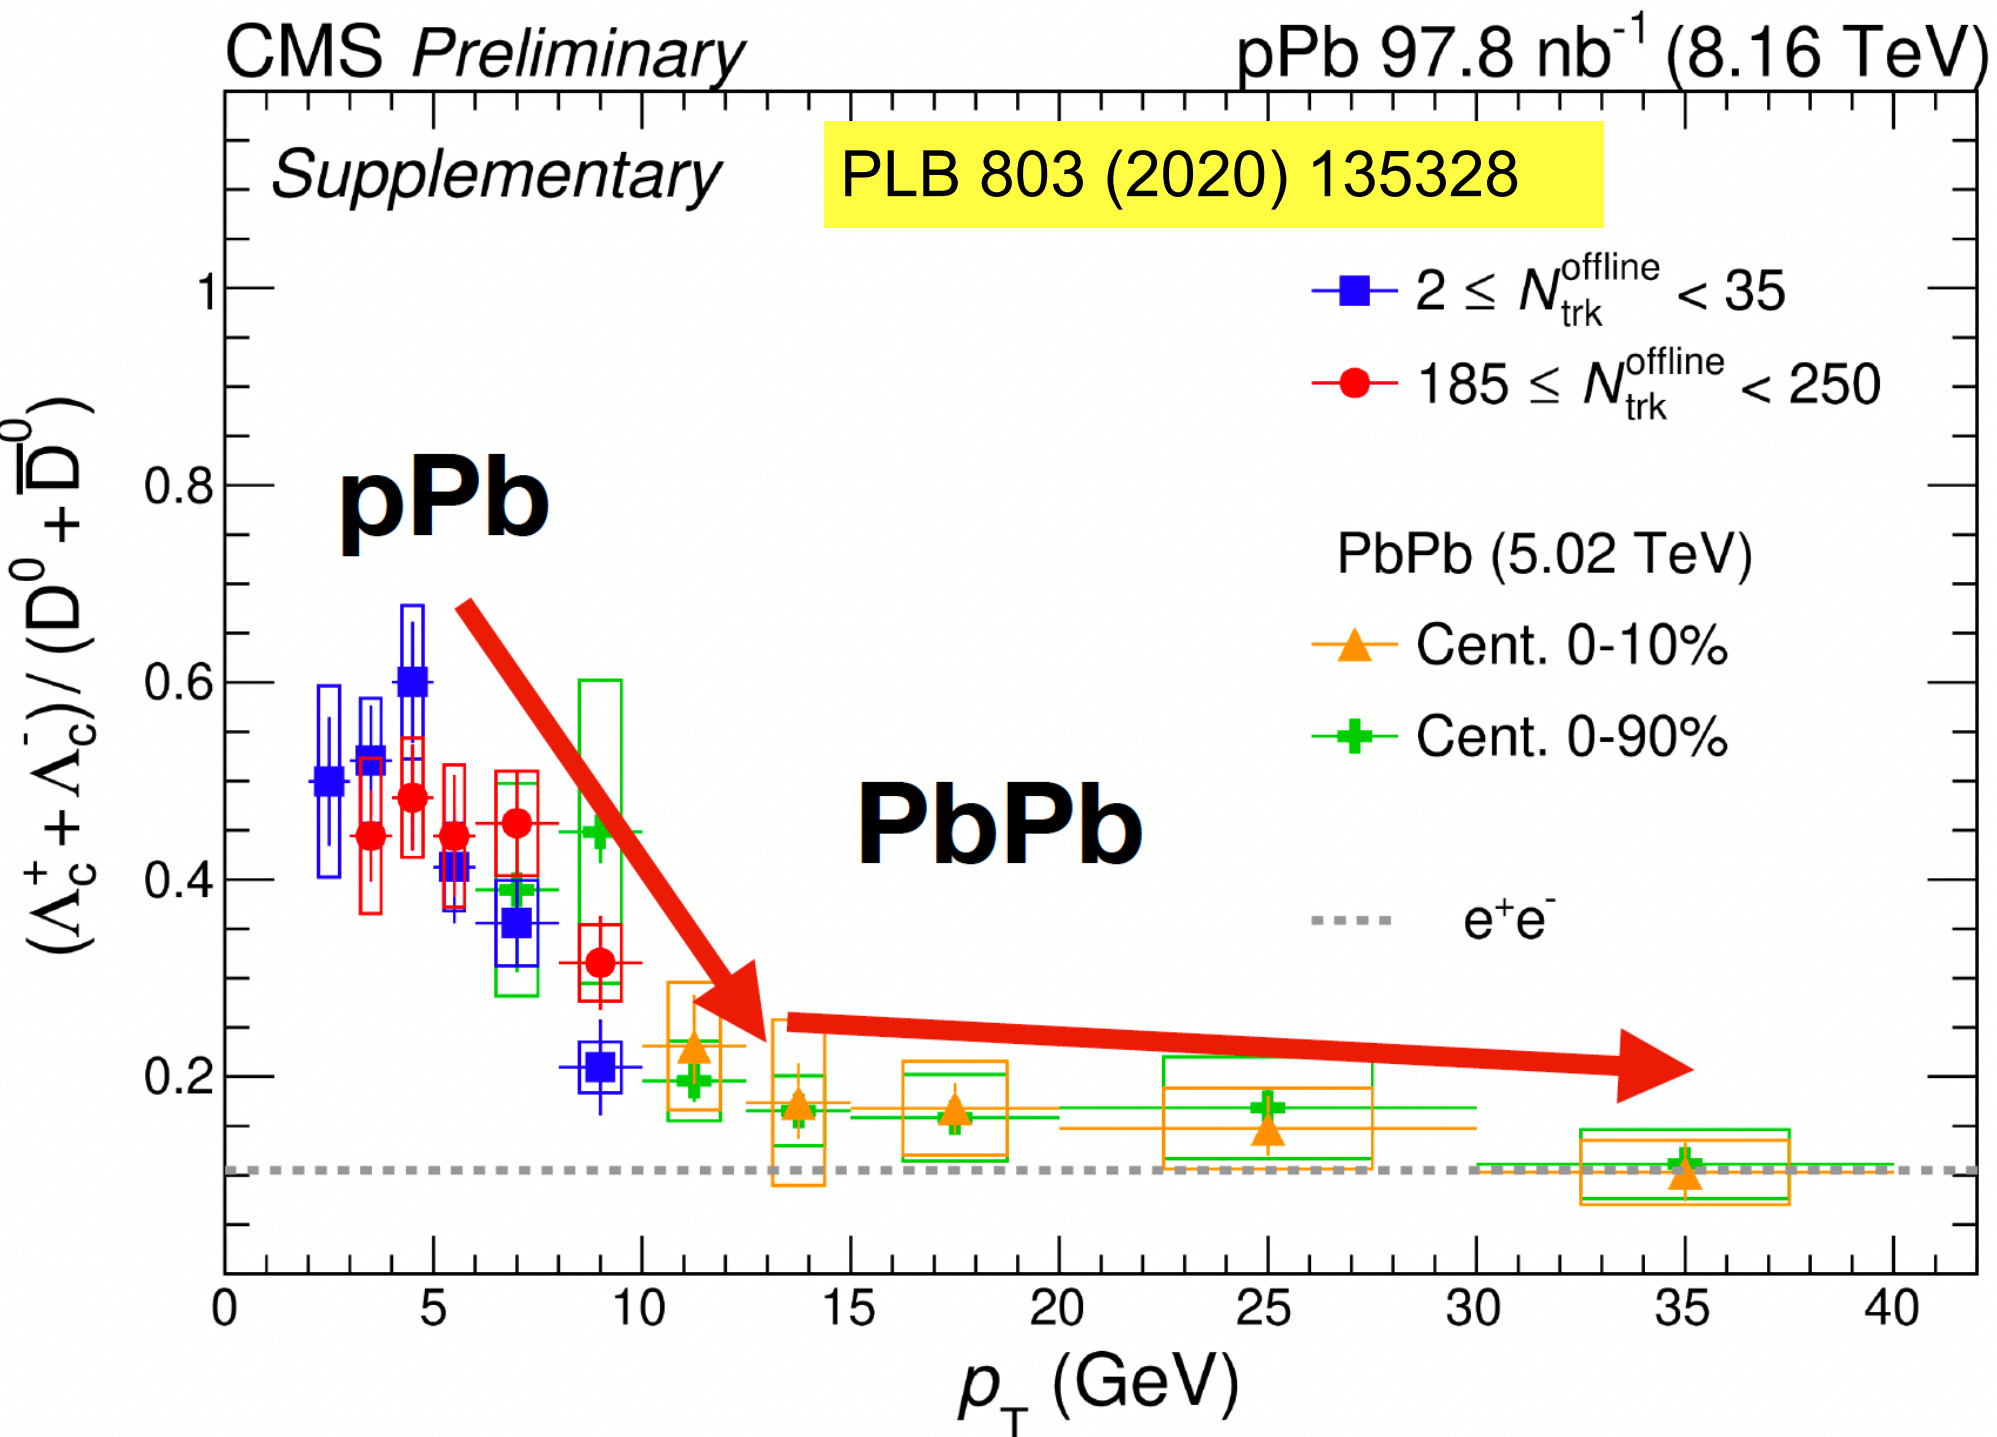 CMS Preliminary
pPb 97.8 nb⁻¹ (8.16 TeV)
Supplementary
PLB 803 (2020) 135328
2 ≤ N_trk^offline < 35
185 ≤ N_trk^offline < 250
pPb
PbPb (5.02 TeV)
Cent. 0-10%
Cent. 0-90%
PbPb
e⁺e⁻
(Λ_c⁺ + Λ_c⁻) / (D⁰ + D̅⁰)
1
0.8
0.6
0.4
0.2
0 5 10 15 20 25 30 35 40
p_T (GeV)